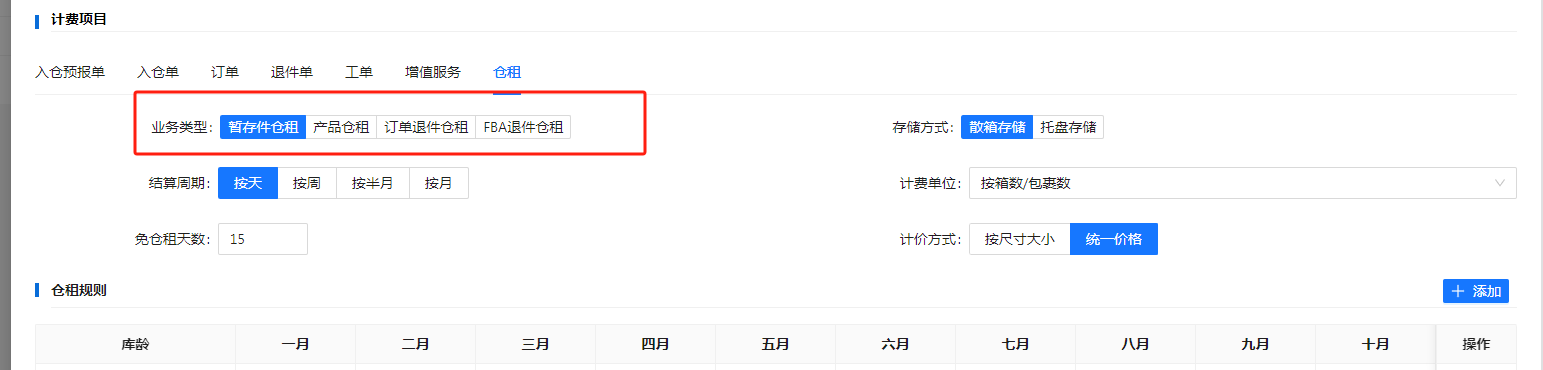 计费项目
入仓预报单 入仓单 订单 退件单 工单 增值服务 仓租
业务类型: 暂存件仓租 产品仓租 订单退件仓租 FBA退件仓租 存储方式: 散箱存储 托盘存储
结算周期: 按天 按周 按半月 按月 计费单位: 按箱数/包裹数
免仓租天数: 15 计价方式: 按尺寸大小 统一价格
仓租规则 添加
库龄 一月 二月 三月 四月 五月 六月 七月 八月 九月 十月 操作